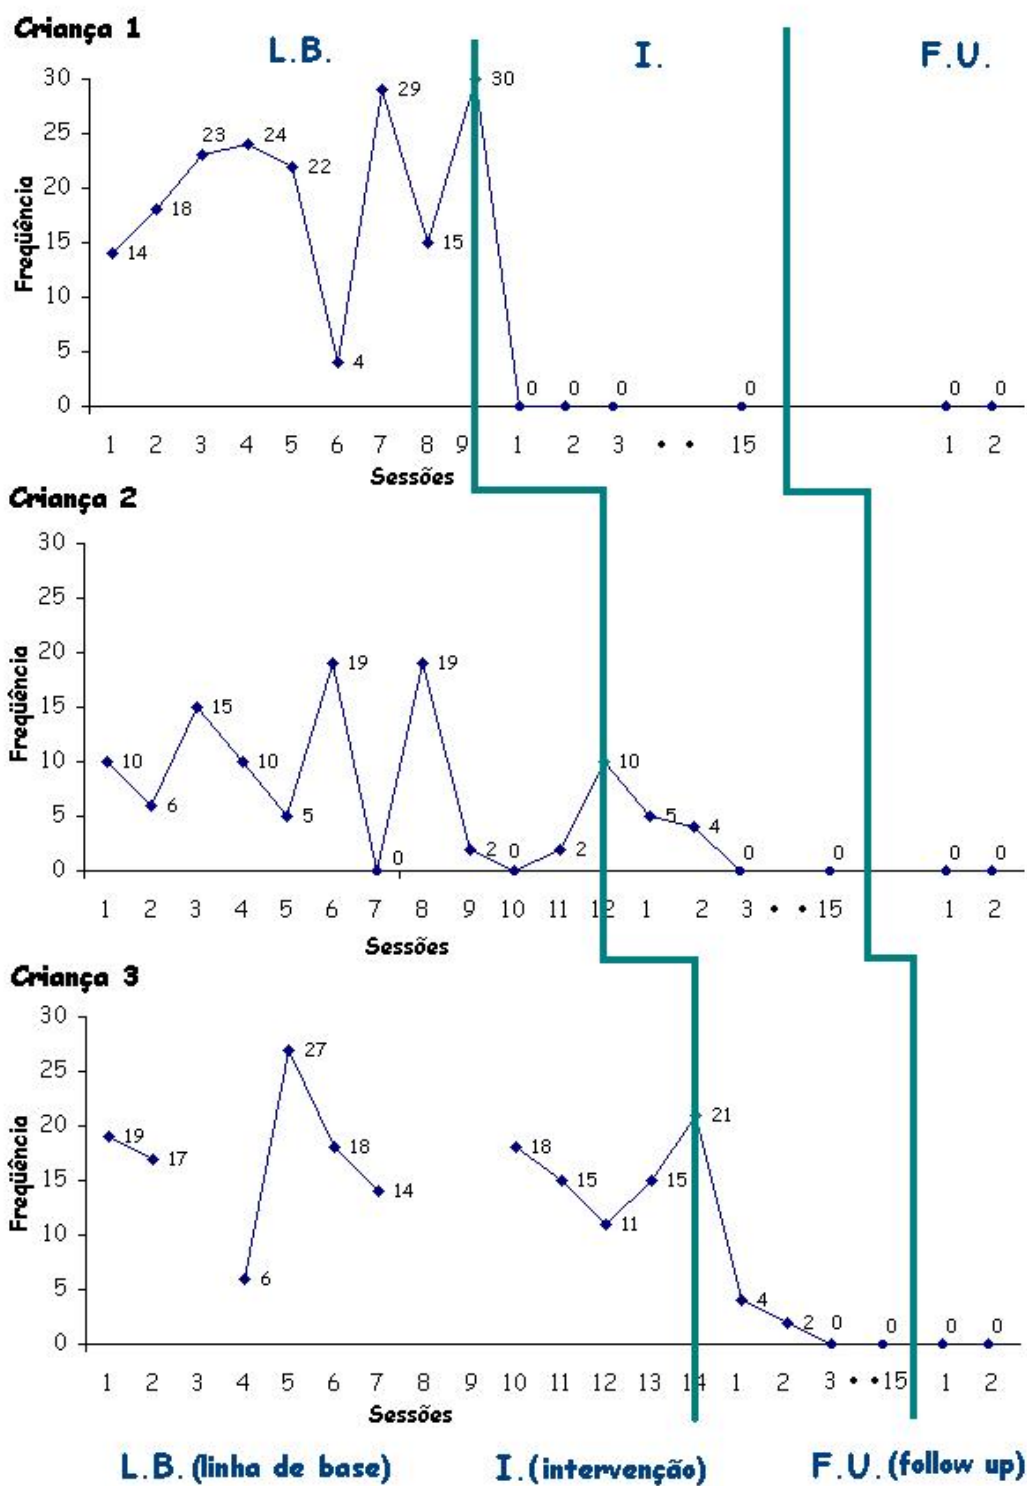 Criança 1
L.B. I. F.U.
30
25
20
15
10
5
0
Freqüência
14 18 23 24 22 4 29 15 30 0 0 0 0 0 0
1 2 3 4 5 6 7 8 9 1 2 3 • • 15 1 2
Sessões
Criança 2
30
25
20
15
10
5
0
Freqüência
10 6 15 10 5 19 0 19 2 0 2 10 5 4 0 0 0 0
1 2 3 4 5 6 7 8 9 10 11 12 1 2 3 • • 15 1 2
Sessões
Criança 3
30
25
20
15
10
5
0
Freqüência
19 17 6 27 18 14 18 15 11 15 21 4 2 0 0 0 0
1 2 3 4 5 6 7 8 9 10 11 12 13 14 1 2 3 • • 15 1 2
Sessões
L.B. (linha de base) I. (intervenção) F.U. (follow up)